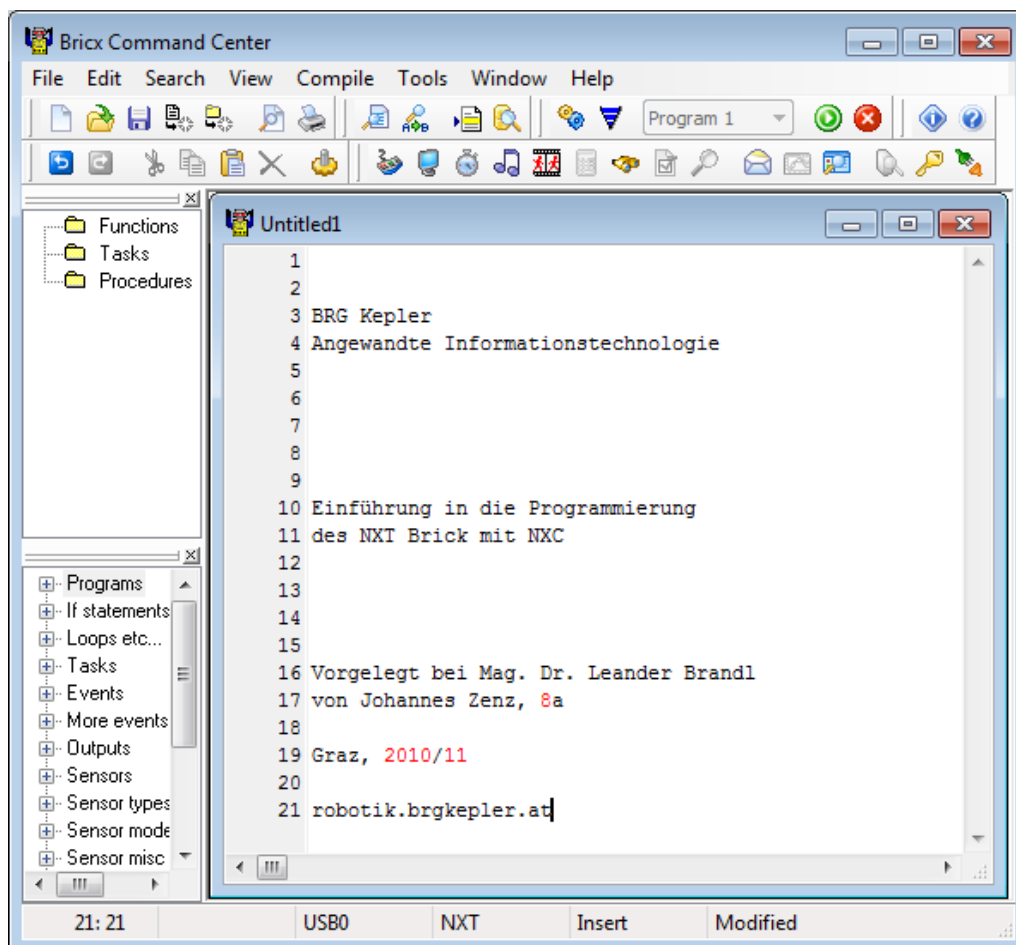 Bricx Command Center
File Edit Search View Compile Tools Window Help
Program 1
Functions
Tasks
Procedures
Programs
If statements
Loops etc...
Tasks
Events
More events
Outputs
Sensors
Sensor types
Sensor mode
Sensor misc
Untitled1
1
2
3 BRG Kepler
4 Angewandte Informationstechnologie
5
6
7
8
9
10 Einführung in die Programmierung
11 des NXT Brick mit NXC
12
13
14
15
16 Vorgelegt bei Mag. Dr. Leander Brandl
17 von Johannes Zenz, 8a
18
19 Graz, 2010/11
20
21 robotik.brgkepler.at
21: 21 USB0 NXT Insert Modified